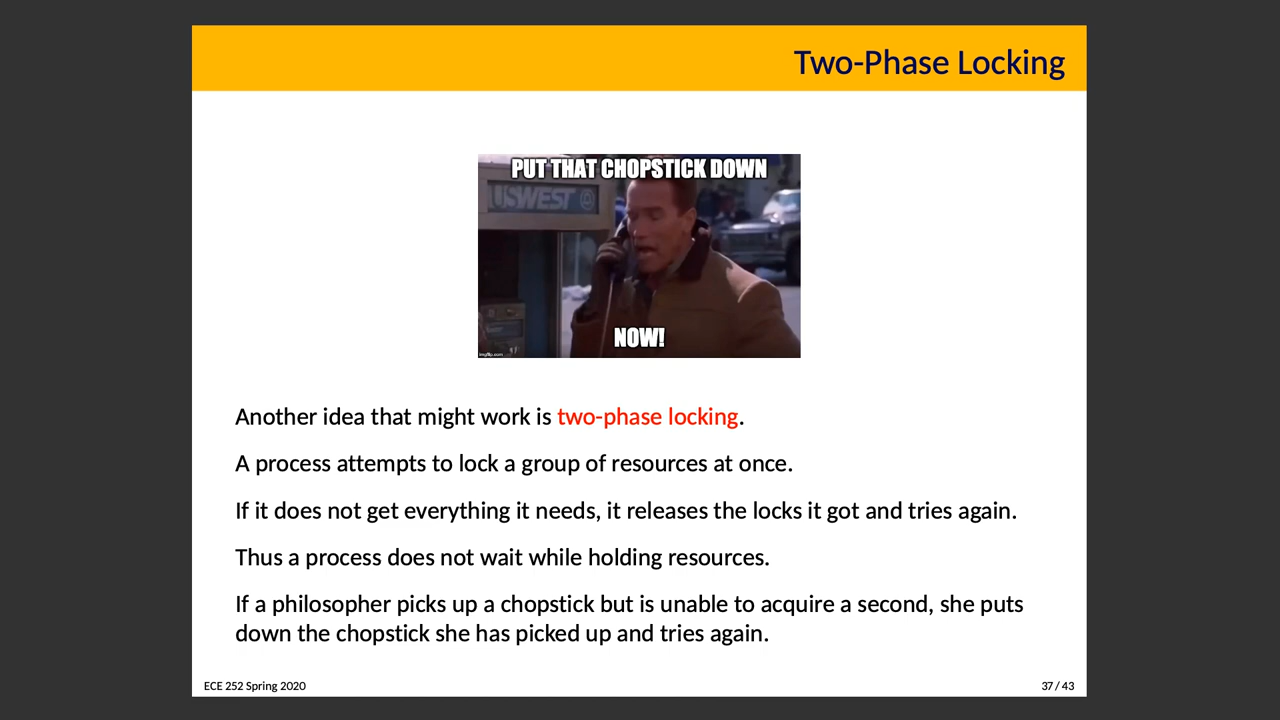 Two-Phase Locking
PUT THAT CHOPSTICK DOWN
USWEST
NOW!
imgflip.com
Another idea that might work is two-phase locking.
A process attempts to lock a group of resources at once.
If it does not get everything it needs, it releases the locks it got and tries again.
Thus a process does not wait while holding resources.
If a philosopher picks up a chopstick but is unable to acquire a second, she puts
down the chopstick she has picked up and tries again.
ECE 252 Spring 2020
37 / 43